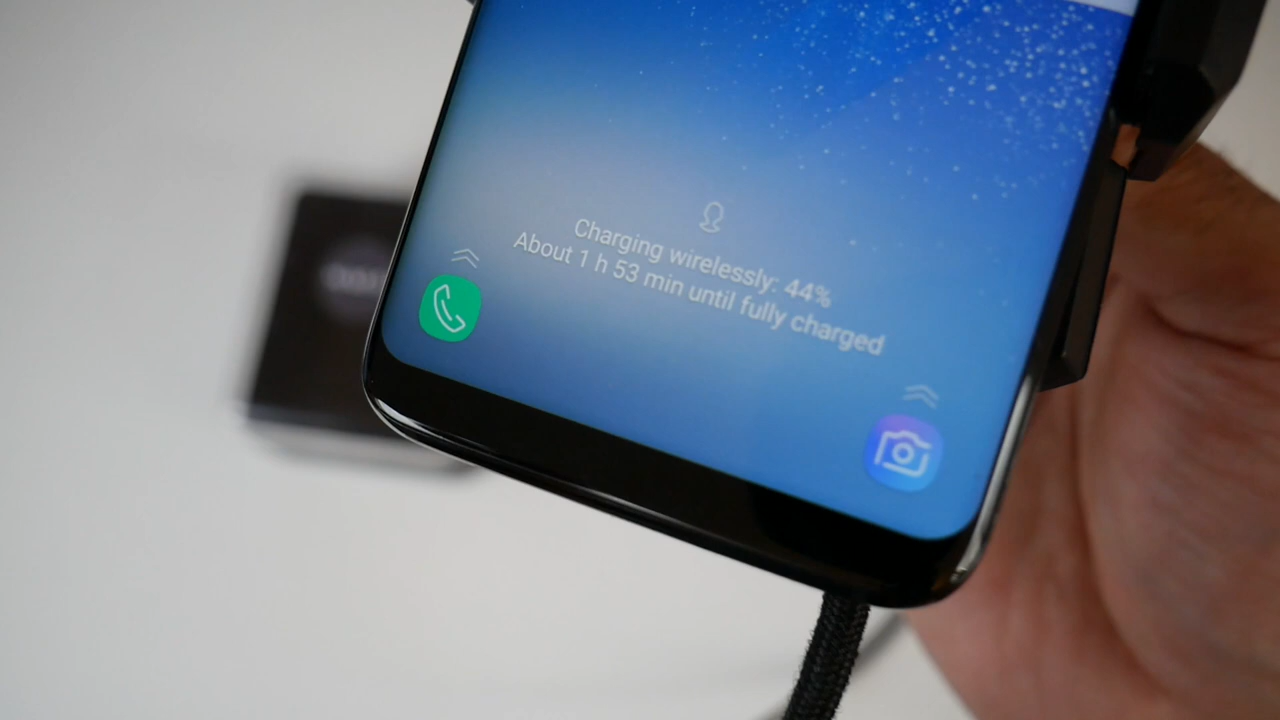 Charging wirelessly: 44%
About 1 h 53 min until fully charged